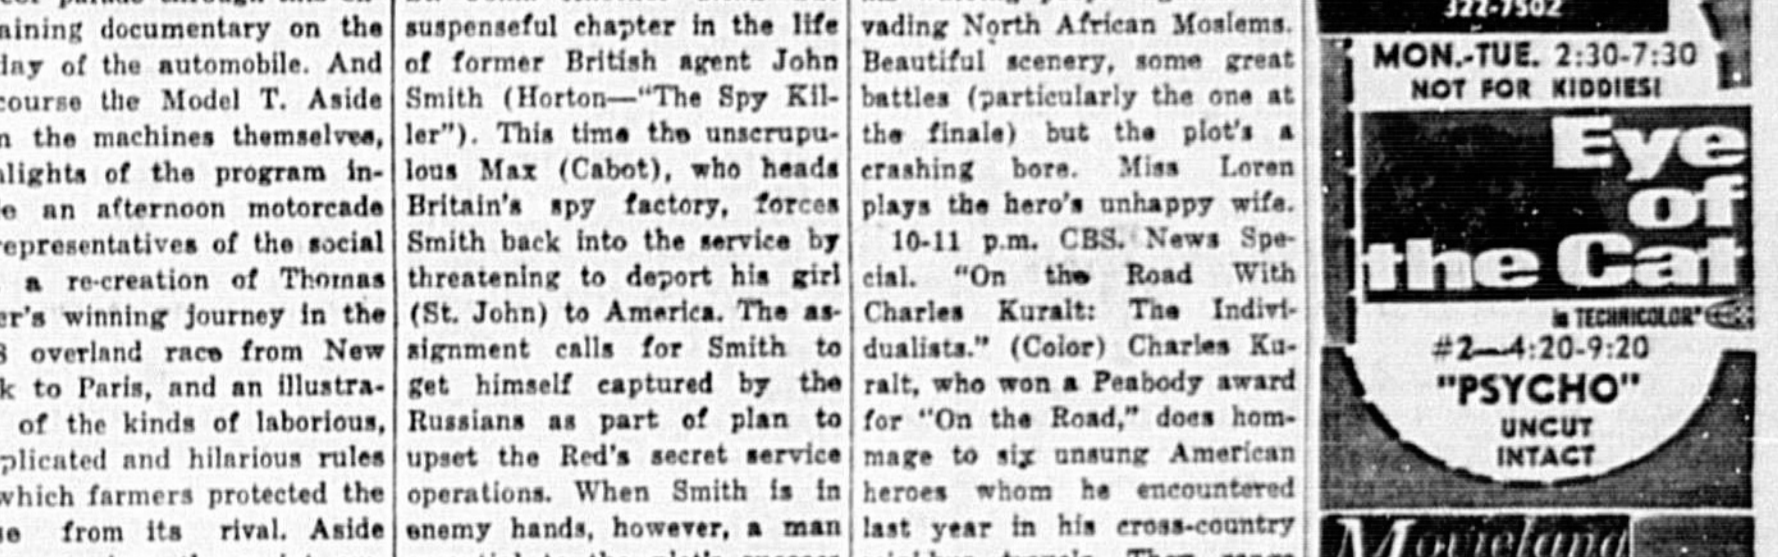 aining documentary on the
day of the automobile. And
course the Model T. Aside
n the machines themselves,
lights of the program in-
e an afternoon motorcade
representatives of the social
a re-creation of Thomas
er's winning journey in the
8 overland race from New
k to Paris, and an illustra-
of the kinds of laborious,
plicated and hilarious rules
which farmers protected the
se from its rival. Aside
suspenseful chapter in the life
of former British agent John
Smith (Horton—"The Spy Kil-
ler"). This time the unscrupu-
lous Max (Cabot), who heads
Britain's spy factory, forces
Smith back into the service by
threatening to deport his girl
(St. John) to America. The as-
signment calls for Smith to
get himself captured by the
Russians as part of plan to
upset the Red's secret service
operations. When Smith is in
enemy hands, however, a man
vading North African Moslems.
Beautiful scenery, some great
battles (particularly the one at
the finale) but the plot's a
crashing bore. Miss Loren
plays the hero's unhappy wife.
10-11 p.m. CBS. News Spe-
cial. "On the Road With
Charles Kuralt: The Indivi-
dualists." (Color) Charles Ku-
ralt, who won a Peabody award
for "On the Road," does hom-
mage to six unsung American
heroes whom he encountered
last year in his cross-country
322-7502
MON.-TUE. 2:30-7:30
NOT FOR KIDDIES!
Eye
of
the Cat
in TECHNICOLOR®
#2—4:20-9:20
"PSYCHO"
UNCUT
INTACT
Movieland